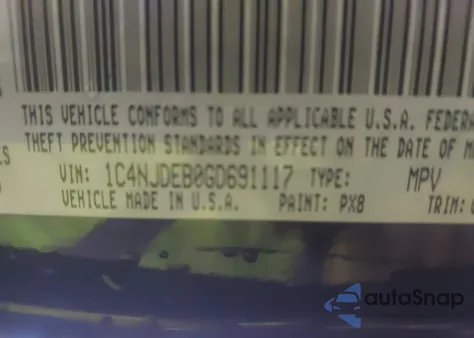 THIS VEHICLE CONFORMS TO ALL APPLICABLE U.S.A. FEDERA
THEFT PREVENTION STANDARDS IN EFFECT ON THE DATE OF M
VIN: 1C4NJDEB0GD691117 TYPE: MPV
VEHICLE MADE IN U.S.A. PAINT: PX8 TRIM:
autoSnap